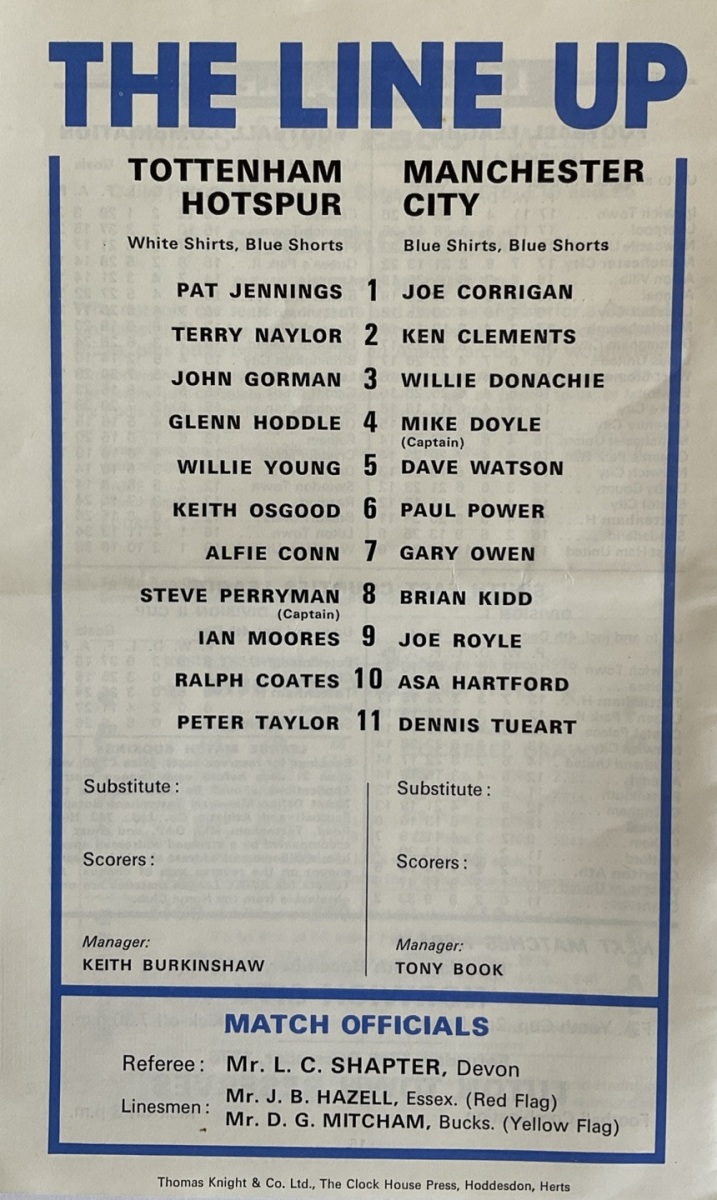 THE LINE UP
TOTTENHAM HOTSPUR
MANCHESTER CITY
White Shirts, Blue Shorts
Blue Shirts, Blue Shorts
PAT JENNINGS 1 JOE CORRIGAN
TERRY NAYLOR 2 KEN CLEMENTS
JOHN GORMAN 3 WILLIE DONACHIE
GLENN HODDLE 4 MIKE DOYLE
(Captain)
WILLIE YOUNG 5 DAVE WATSON
KEITH OSGOOD 6 PAUL POWER
ALFIE CONN 7 GARY OWEN
STEVE PERRYMAN 8 BRIAN KIDD
(Captain)
IAN MOORES 9 JOE ROYLE
RALPH COATES 10 ASA HARTFORD
PETER TAYLOR 11 DENNIS TUEART
Substitute: Substitute:
Scorers: Scorers:
Manager: Manager:
KEITH BURKINSHAW TONY BOOK
MATCH OFFICIALS
Referee: Mr. L. C. SHAPTER, Devon
Linesmen: Mr. J. B. HAZELL, Essex. (Red Flag)
Mr. D. G. MITCHAM, Bucks. (Yellow Flag)
Thomas Knight & Co. Ltd., The Clock House Press, Hoddesdon, Herts